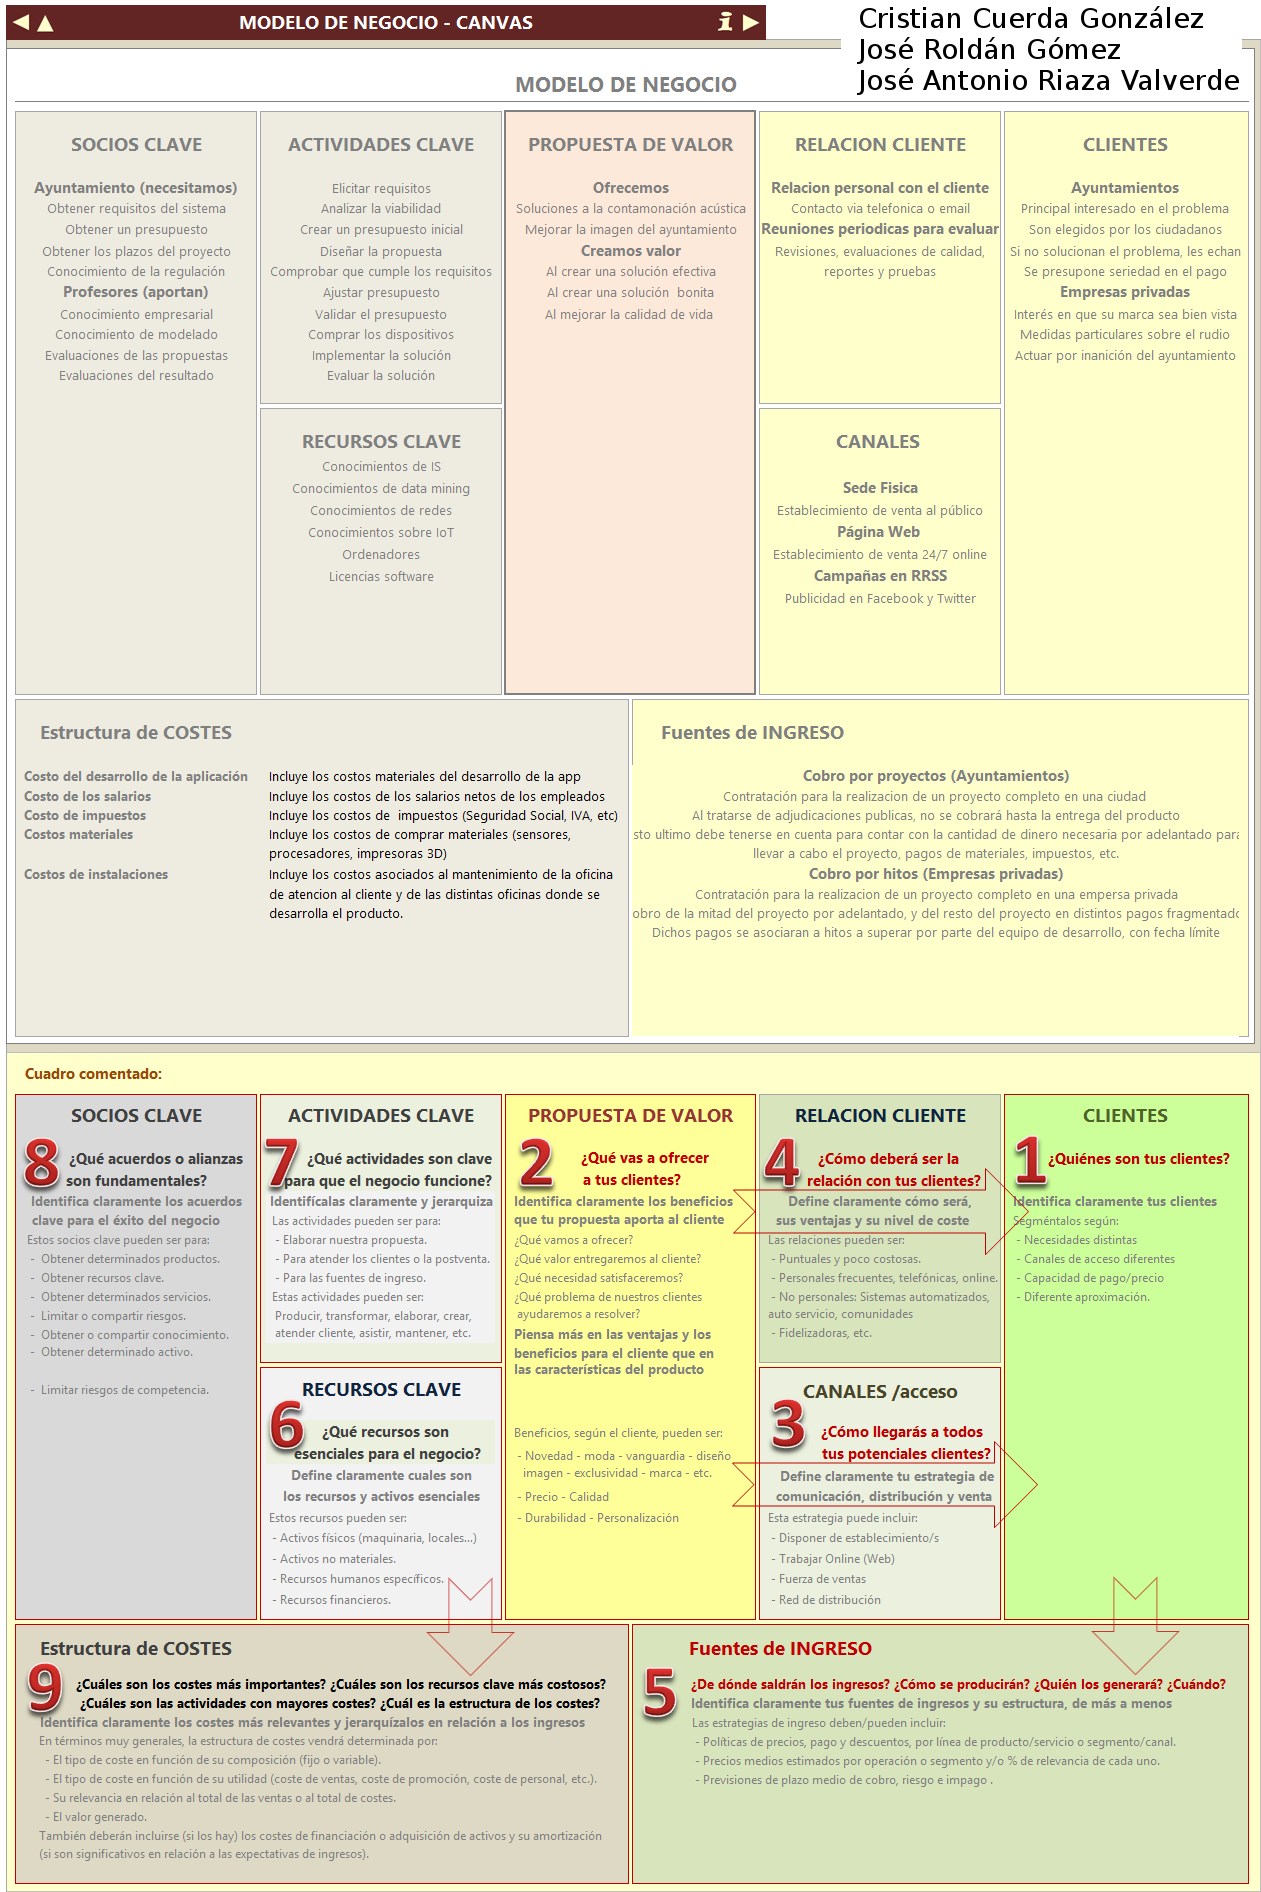 MODELO DE NEGOCIO - CANVAS
Cristian Cuerda González
José Roldán Gómez
José Antonio Riaza Valverde
MODELO DE NEGOCIO
SOCIOS CLAVE
Ayuntamiento (necesitamos)
Obtener requisitos del sistema
Obtener un presupuesto
Obtener los plazos del proyecto
Conocimiento de la regulación
Profesores (aportan)
Conocimiento empresarial
Conocimiento de modelado
Evaluaciones de las propuestas
Evaluaciones del resultado
ACTIVIDADES CLAVE
Elicitar requisitos
Analizar la viabilidad
Crear un presupuesto inicial
Diseñar la propuesta
Comprobar que cumple los requisitos
Ajustar presupuesto
Validar el presupuesto
Comprar los dispositivos
Implementar la solución
Evaluar la solución
RECURSOS CLAVE
Conocimientos de IS
Conocimientos de data mining
Conocimientos de redes
Conocimientos sobre IoT
Ordenadores
Licencias software
PROPUESTA DE VALOR
Ofrecemos
Soluciones a la contamonación acústica
Mejorar la imagen del ayuntamiento
Creamos valor
Al crear una solución efectiva
Al crear una solución bonita
Al mejorar la calidad de vida
RELACION CLIENTE
Relacion personal con el cliente
Contacto via telefonica o email
Reuniones periodicas para evaluar
Revisiones, evaluaciones de calidad,
reportes y pruebas
CANALES
Sede Fisica
Establecimiento de venta al público
Página Web
Establecimiento de venta 24/7 online
Campañas en RRSS
Publicidad en Facebook y Twitter
CLIENTES
Ayuntamientos
Principal interesado en el problema
Son elegidos por los ciudadanos
Si no solucionan el problema, les echan
Se presupone seriedad en el pago
Empresas privadas
Interés en que su marca sea bien vista
Medidas particulares sobre el rudio
Actuar por inanición del ayuntamiento
Estructura de COSTES
Costo del desarrollo de la aplicación Incluye los costos materiales del desarrollo de la app
Costo de los salarios Incluye los costos de los salarios netos de los empleados
Costo de impuestos Incluye los costos de impuestos (Seguridad Social, IVA, etc)
Costos materiales Incluye los costos de comprar materiales (sensores,
procesadores, impresoras 3D)
Costos de instalaciones Incluye los costos asociados al mantenimiento de la oficina
de atencion al cliente y de las distintas oficinas donde se
desarrolla el producto.
Fuentes de INGRESO
Cobro por proyectos (Ayuntamientos)
Contratación para la realizacion de un proyecto completo en una ciudad
Al tratarse de adjudicaciones publicas, no se cobrará hasta la entrega del producto
sto ultimo debe tenerse en cuenta para contar con la cantidad de dinero necesaria por adelantado para
llevar a cabo el proyecto, pagos de materiales, impuestos, etc.
Cobro por hitos (Empresas privadas)
Contratación para la realizacion de un proyecto completo en una empersa privada
obro de la mitad del proyecto por adelantado, y del resto del proyecto en distintos pagos fragmentado
Dichos pagos se asociaran a hitos a superar por parte del equipo de desarrollo, con fecha límite
Cuadro comentado:
SOCIOS CLAVE
8 ¿Qué acuerdos o alianzas
son fundamentales?
Identifica claramente los acuerdos
clave para el éxito del negocio
Estos socios clave pueden ser para:
- Obtener determinados productos.
- Obtener recursos clave.
- Obtener determinados servicios.
- Limitar o compartir riesgos.
- Obtener o compartir conocimiento.
- Obtener determinado activo.
- Limitar riesgos de competencia.
ACTIVIDADES CLAVE
7 ¿Qué actividades son clave
para que el negocio funcione?
Identifícalas claramente y jerarquiza
Las actividades pueden ser para:
- Elaborar nuestra propuesta.
- Para atender los clientes o la postventa.
- Para las fuentes de ingreso.
Estas actividades pueden ser:
Producir, transformar, elaborar, crear,
atender cliente, asistir, mantener, etc.
RECURSOS CLAVE
6 ¿Qué recursos son
esenciales para el negocio?
Define claramente cuales son
los recursos y activos esenciales
Estos recursos pueden ser:
- Activos físicos (maquinaria, locales...)
- Activos no materiales.
- Recursos humanos específicos.
- Recursos financieros.
PROPUESTA DE VALOR
2 ¿Qué vas a ofrecer
a tus clientes?
Identifica claramente los beneficios
que tu propuesta aporta al cliente
¿Qué vamos a ofrecer?
¿Qué valor entregaremos al cliente?
¿Qué necesidad satisfaceremos?
¿Qué problema de nuestros clientes
ayudaremos a resolver?
Piensa más en las ventajas y los
beneficios para el cliente que en
las características del producto
Beneficios, según el cliente, pueden ser:
- Novedad - moda - vanguardia - diseño
imagen - exclusividad - marca - etc.
- Precio - Calidad
- Durabilidad - Personalización
RELACION CLIENTE
4 ¿Cómo deberá ser la
relación con tus clientes?
Define claramente cómo será,
sus ventajas y su nivel de coste
Las relaciones pueden ser:
- Puntuales y poco costosas.
- Personales frecuentes, telefónicas, online.
- No personales: Sistemas automatizados,
auto servicio, comunidades
- Fidelizadoras, etc.
CANALES /acceso
3 ¿Cómo llegarás a todos
tus potenciales clientes?
Define claramente tu estrategia de
comunicación, distribución y venta
Esta estrategia puede incluir:
- Disponer de establecimiento/s
- Trabajar Online (Web)
- Fuerza de ventas
- Red de distribución
CLIENTES
1 ¿Quiénes son tus clientes?
Identifica claramente tus clientes
Segméntalos según:
- Necesidades distintas
- Canales de acceso diferentes
- Capacidad de pago/precio
- Diferente aproximación.
Estructura de COSTES
9 ¿Cuáles son los costes más importantes? ¿Cuáles son los recursos clave más costosos?
¿Cuáles son las actividades con mayores costes? ¿Cuál es la estructura de los costes?
Identifica claramente los costes más relevantes y jerarquízalos en relación a los ingresos
En términos muy generales, la estructura de costes vendrá determinada por:
- El tipo de coste en función de su composición (fijo o variable).
- El tipo de coste en función de su utilidad (coste de ventas, coste de promoción, coste de personal, etc.).
- Su relevancia en relación al total de las ventas o al total de costes.
- El valor generado.
También deberán incluirse (si los hay) los costes de financiación o adquisición de activos y su amortización
(si son significativos en relación a las expectativas de ingresos).
Fuentes de INGRESO
5 ¿De dónde saldrán los ingresos? ¿Cómo se producirán? ¿Quién los generará? ¿Cuándo?
Identifica claramente tus fuentes de ingresos y su estructura, de más a menos
Las estrategias de ingreso deben/pueden incluir:
- Políticas de precios, pago y descuentos, por línea de producto/servicio o segmento/canal.
- Precios medios estimados por operación o segmento y/o % de relevancia de cada uno.
- Previsiones de plazo medio de cobro, riesgo e impago .